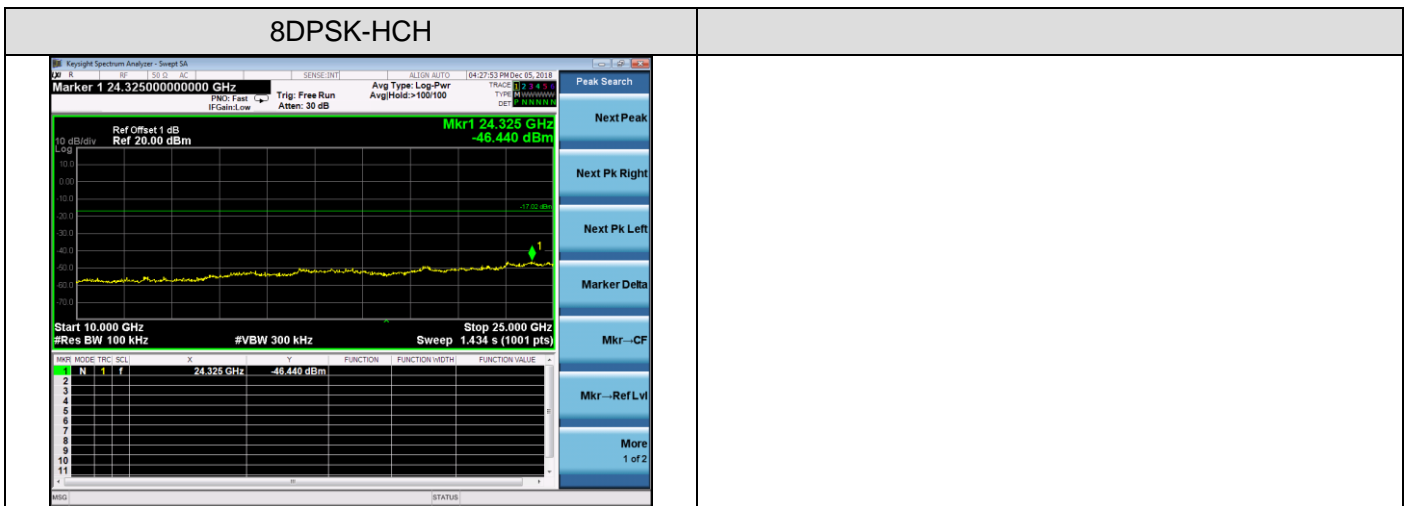 8DPSK-HCH
Keysight Spectrum Analyzer - Swept SA
R RF 50 Ω AC SENSE:INT ALIGN AUTO 04:27:53 PM Dec 05, 2018
Marker 1 24.325000000000 GHz
PNO: Fast
IFGain:Low
Trig: Free Run
Atten: 30 dB
Avg Type: Log-Pwr
Avg|Hold:>100/100
TRACE 1 2 3 4 5 6
TYPE M WWWWW
DET P NNNNN
Peak Search
Next Peak
Next Pk Right
Next Pk Left
Marker Delta
Mkr→CF
Mkr→Ref Lvl
More
1 of 2
Mkr1 24.325 GHz
-46.440 dBm
Ref Offset 1 dB
10 dB/div Ref 20.00 dBm
Log
10.0
0.00
-10.0
-17.02 dBm
-20.0
-30.0
-40.0
1
-50.0
-60.0
-70.0
Start 10.000 GHz Stop 25.000 GHz
#Res BW 100 kHz #VBW 300 kHz Sweep 1.434 s (1001 pts)
MKR MODE TRC SCL X Y FUNCTION FUNCTION WIDTH FUNCTION VALUE
1 N 1 f 24.325 GHz -46.440 dBm
2
3
4
5
6
7
8
9
10
11
MSG STATUS